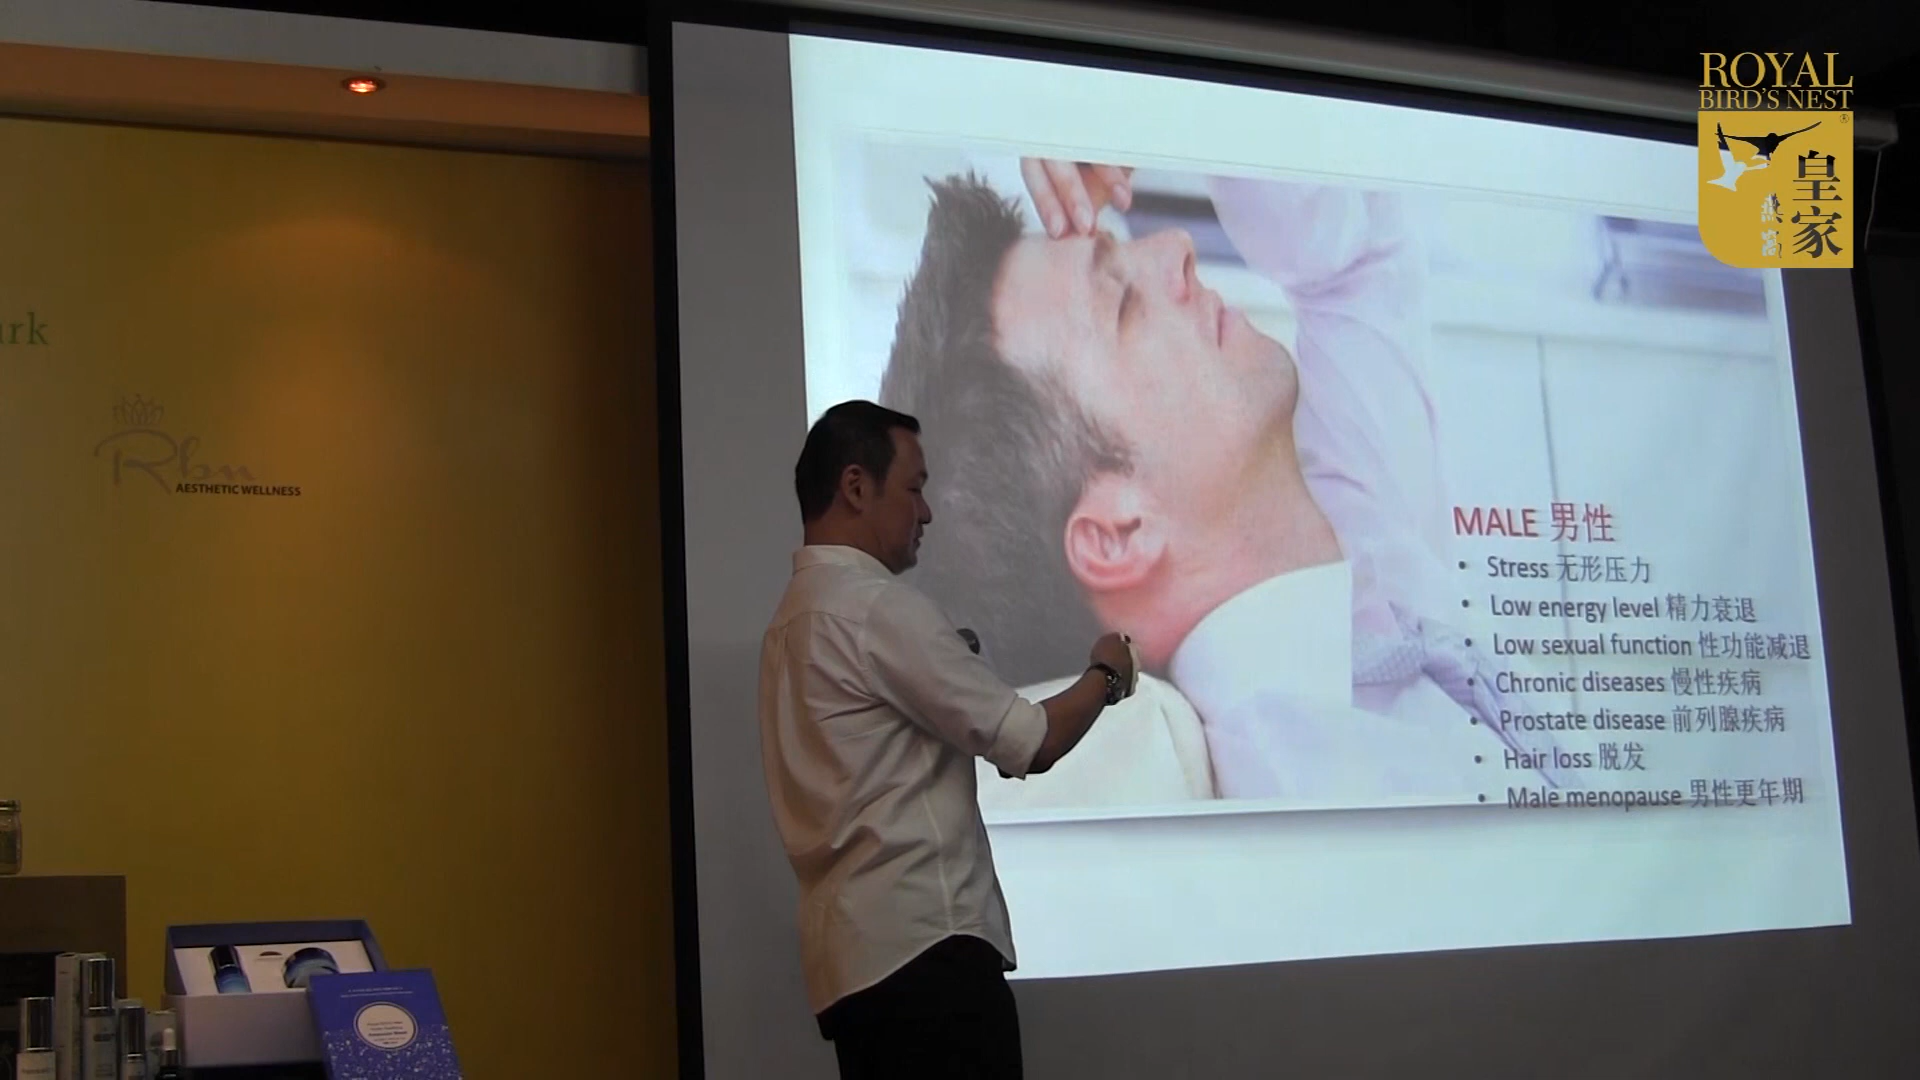 ROYAL
BIRD'S NEST
®
皇家
燕窩
ark
Rbn
AESTHETIC WELLNESS
MALE 男性
• Stress 无形压力
• Low energy level 精力衰退
• Low sexual function 性功能减退
• Chronic diseases 慢性疾病
• Prostate disease 前列腺疾病
• Hair loss 脱发
• Male menopause 男性更年期